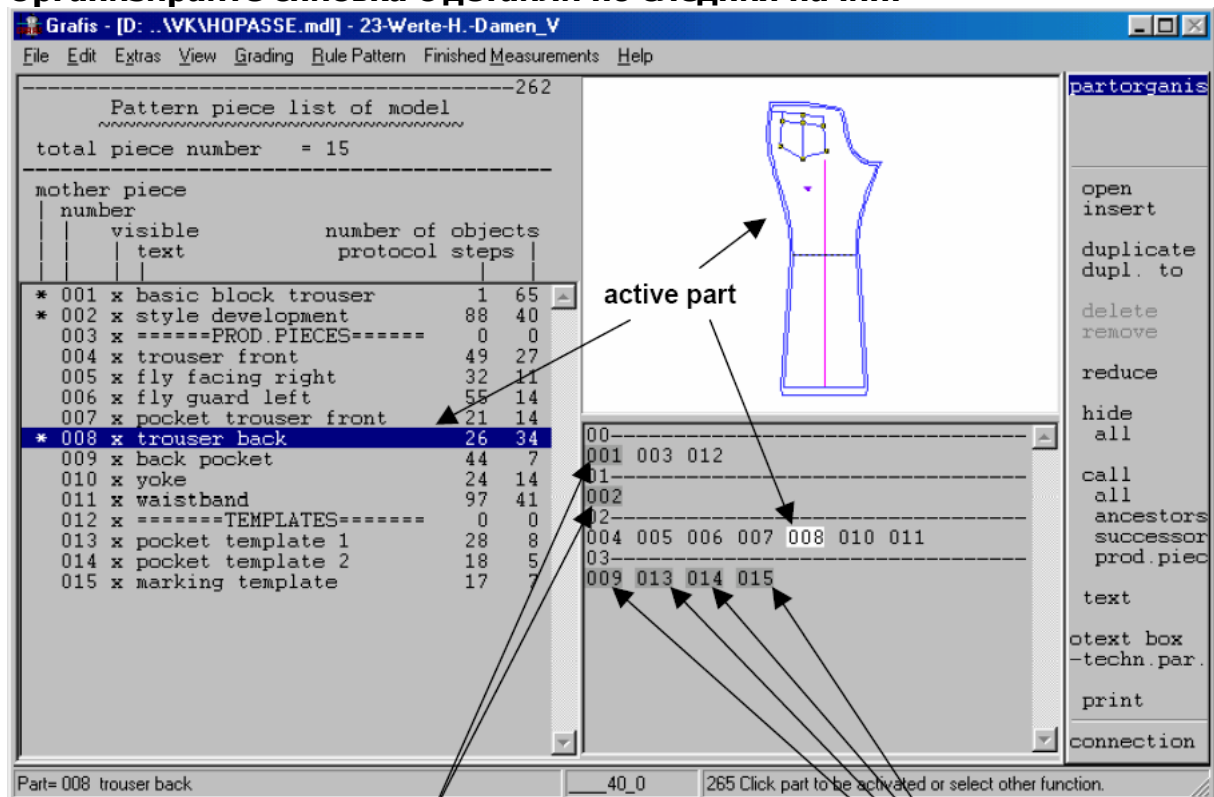 Организирайте списъка с детайли по следния начин:
Grafis - [D: ..\VK\HOPASSE.mdl] - 23-Werte-H.-Damen_V
File Edit Extras View Grading Rule Pattern Finished Measurements Help
--------------------------------------262
Pattern piece list of model
~~~~~~~~~~~~~~~~~~~~~~~~~~~~~
total piece number = 15
-----------------------------------------
mother piece
| number
| | visible number of objects
| | | text protocol steps |
| | | | | |
* 001 x basic block trouser 1 65
* 002 x style development 88 40
003 x ======PROD.PIECES====== 0 0
004 x trouser front 49 27
005 x fly facing right 32 11
006 x fly guard left 55 14
007 x pocket trouser front 21 14
* 008 x trouser back 26 34
009 x back pocket 44 7
010 x yoke 24 14
011 x waistband 97 41
012 x =======TEMPLATES======= 0 0
013 x pocket template 1 28 8
014 x pocket template 2 18 5
015 x marking template 17 7
active part
00---------------------------------
001 003 012
01---------------------------------
002
02---------------------------------
004 005 006 007 008 010 011
03---------------------------------
009 013 014 015
partorganis
open
insert
duplicate
dupl. to
delete
remove
reduce
hide
all
call
all
ancestors
successor
prod.piec
text
otext box
-techn.par.
print
connection
Part= 008 trouser back
____40_0
265 Click part to be activated or select other function.